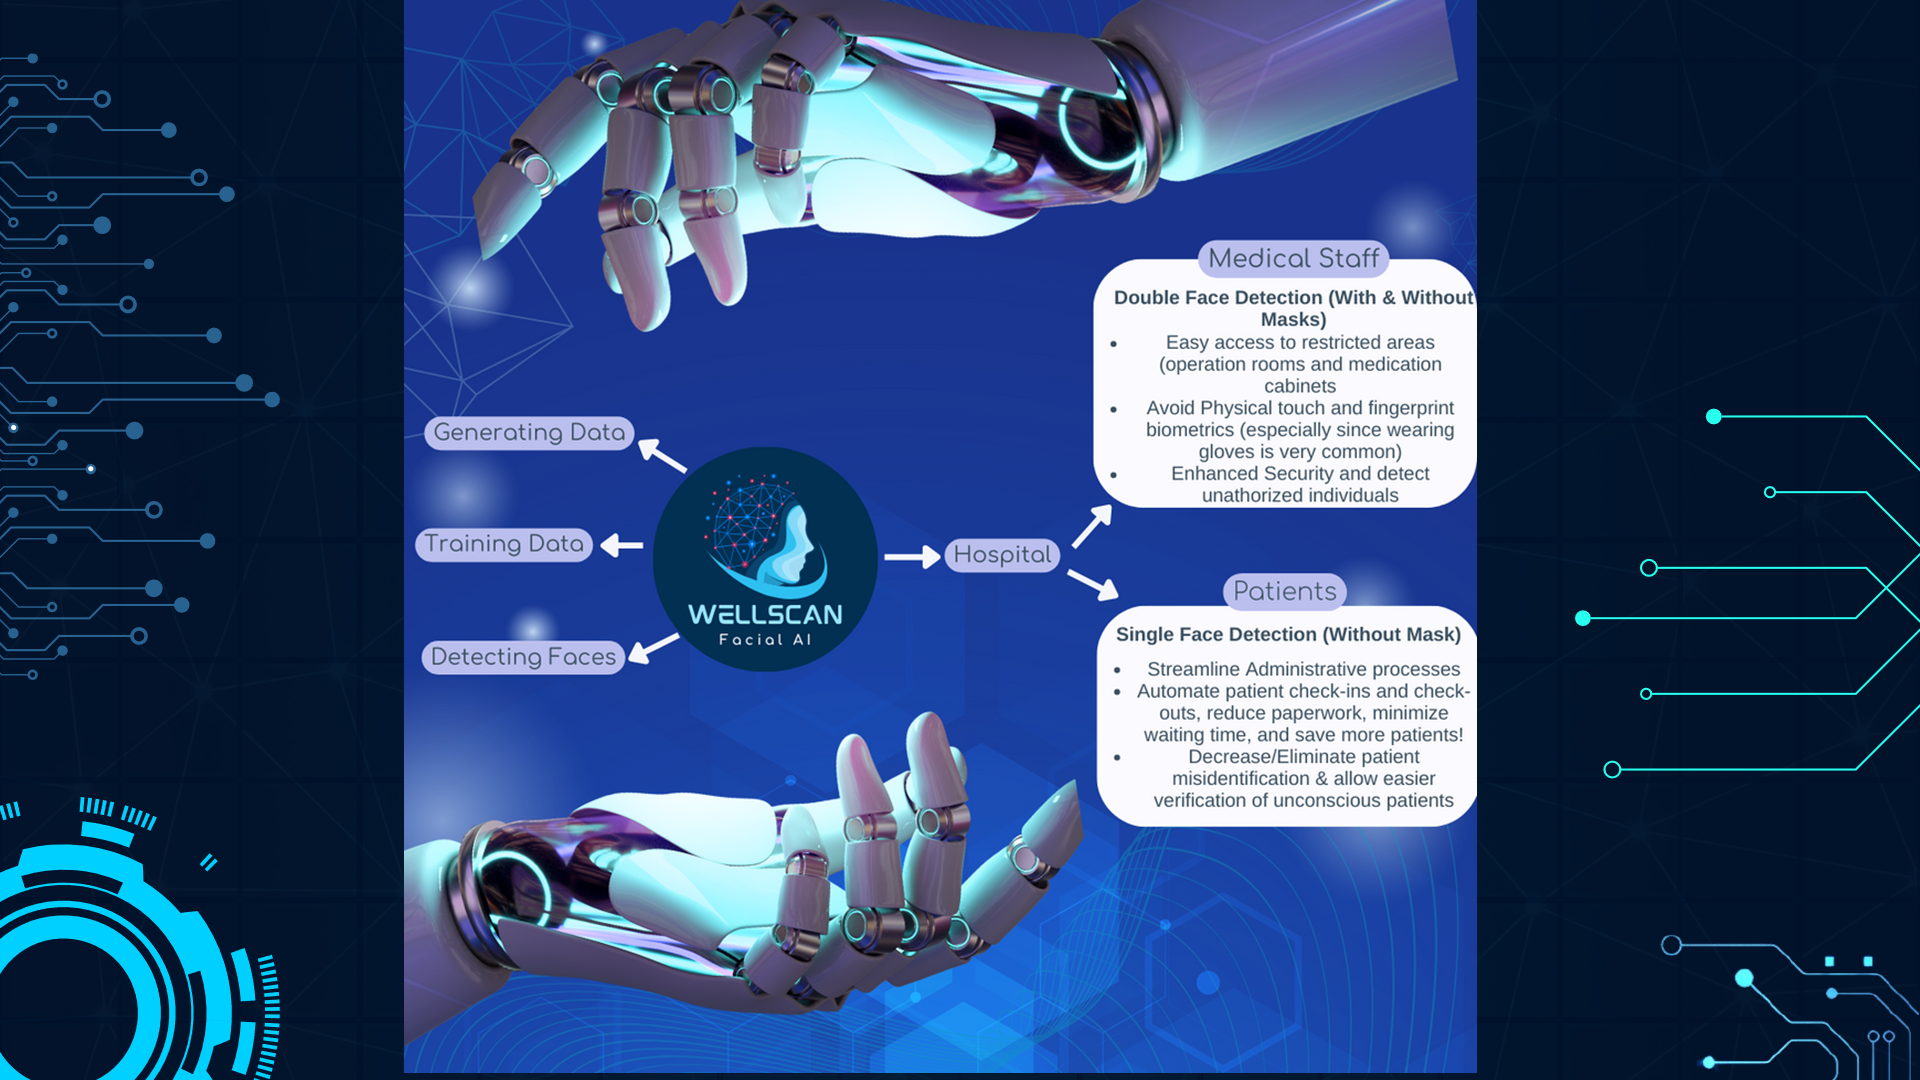 Medical Staff
Double Face Detection (With & Without
Masks)
• Easy access to restricted areas
(operation rooms and medication
cabinets
• Avoid Physical touch and fingerprint
biometrics (especially since wearing
gloves is very common)
• Enhanced Security and detect
unathorized individuals
Generating Data
Training Data
Detecting Faces
WELLSCAN
Facial AI
Hospital
Patients
Single Face Detection (Without Mask)
• Streamline Administrative processes
• Automate patient check-ins and check-
outs, reduce paperwork, minimize
waiting time, and save more patients!
• Decrease/Eliminate patient
misidentification & allow easier
verification of unconscious patients